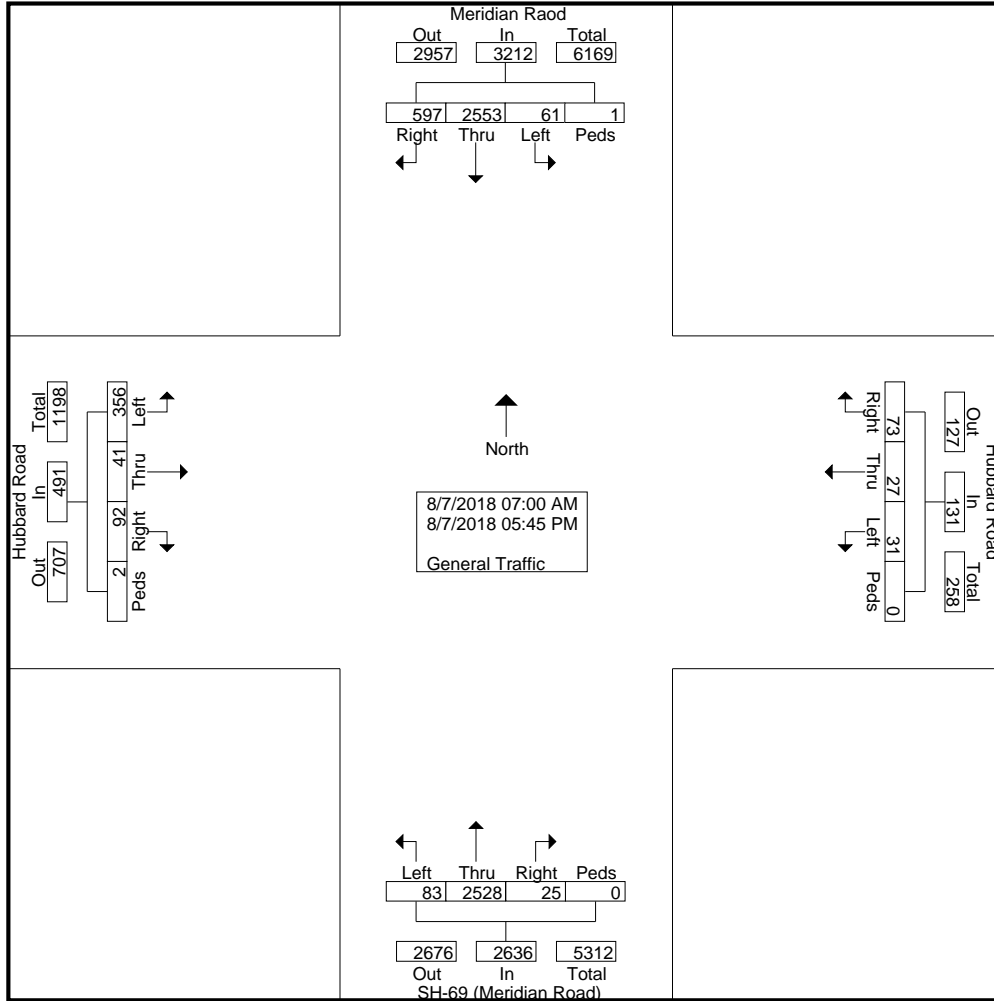 Meridian Raod
Out In Total
2957 3212 6169
597 2553 61 1
Right Thru Left Peds
Hubbard Road
Total In Out
1198 491 707
356 41 92 2
Left Thru Right Peds
North
8/7/2018 07:00 AM
8/7/2018 05:45 PM
General Traffic
Right Thru Left Peds
73 27 31 0
Out In Total
127 131 258
Hubbard Road
Left Thru Right Peds
83 2528 25 0
2676 2636 5312
Out In Total
SH-69 (Meridian Road)